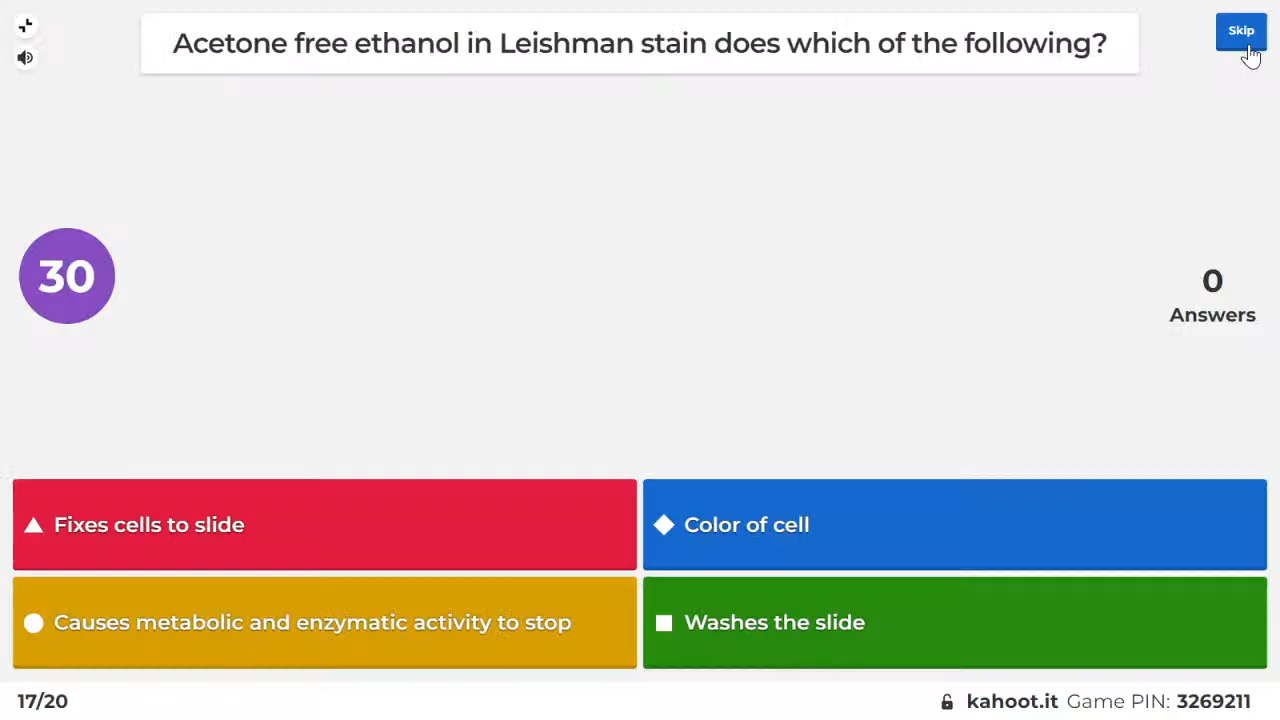 Acetone free ethanol in Leishman stain does which of the following?
Skip
30
0
Answers
Fixes cells to slide
Color of cell
Causes metabolic and enzymatic activity to stop
Washes the slide
17/20
kahoot.it Game PIN: 3269211